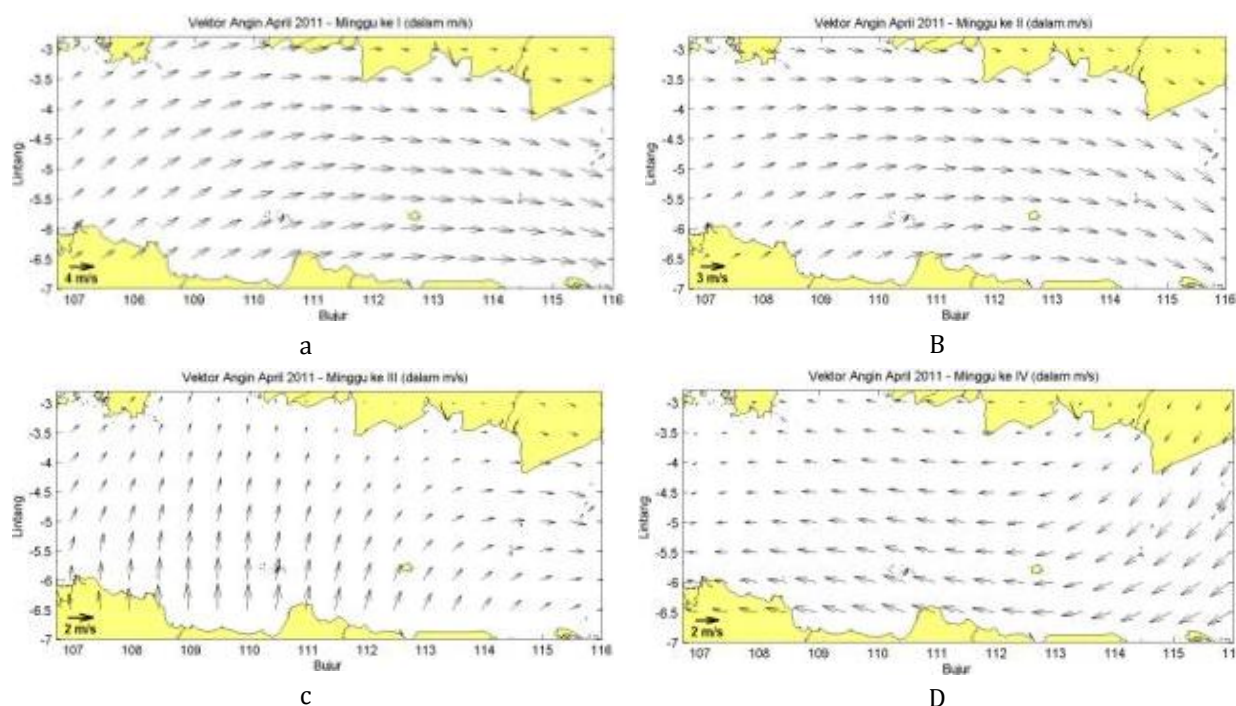 Vektor Angin April 2011 - Minggu ke I (dalam m/s)
-3
-3.5
-4
-4.5
-5
-5.5
-6
-6.5
-7
Lintang
4 m/s
107 108 109 110 111 112 113 114 115 116
Bujur
a
Vektor Angin April 2011 - Minggu ke II (dalam m/s)
-3
-3.5
-4
-4.5
-5
-5.5
-6
-6.5
-7
Lintang
3 m/s
107 108 109 110 111 112 113 114 115 116
Bujur
B
Vektor Angin April 2011 - Minggu ke III (dalam m/s)
-3
-3.5
-4
-4.5
-5
-5.5
-6
-6.5
-7
Lintang
2 m/s
107 108 109 110 111 112 113 114 115 116
Bujur
c
Vektor Angin April 2011 - Minggu ke IV (dalam m/s)
-3
-3.5
-4
-4.5
-5
-5.5
-6
-6.5
-7
Lintang
2 m/s
107 108 109 110 111 112 113 114 115 11
Bujur
D